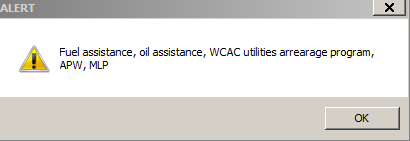 ALERT
Fuel assistance, oil assistance, WCAC utilities arrearage program,
APW, MLP
OK